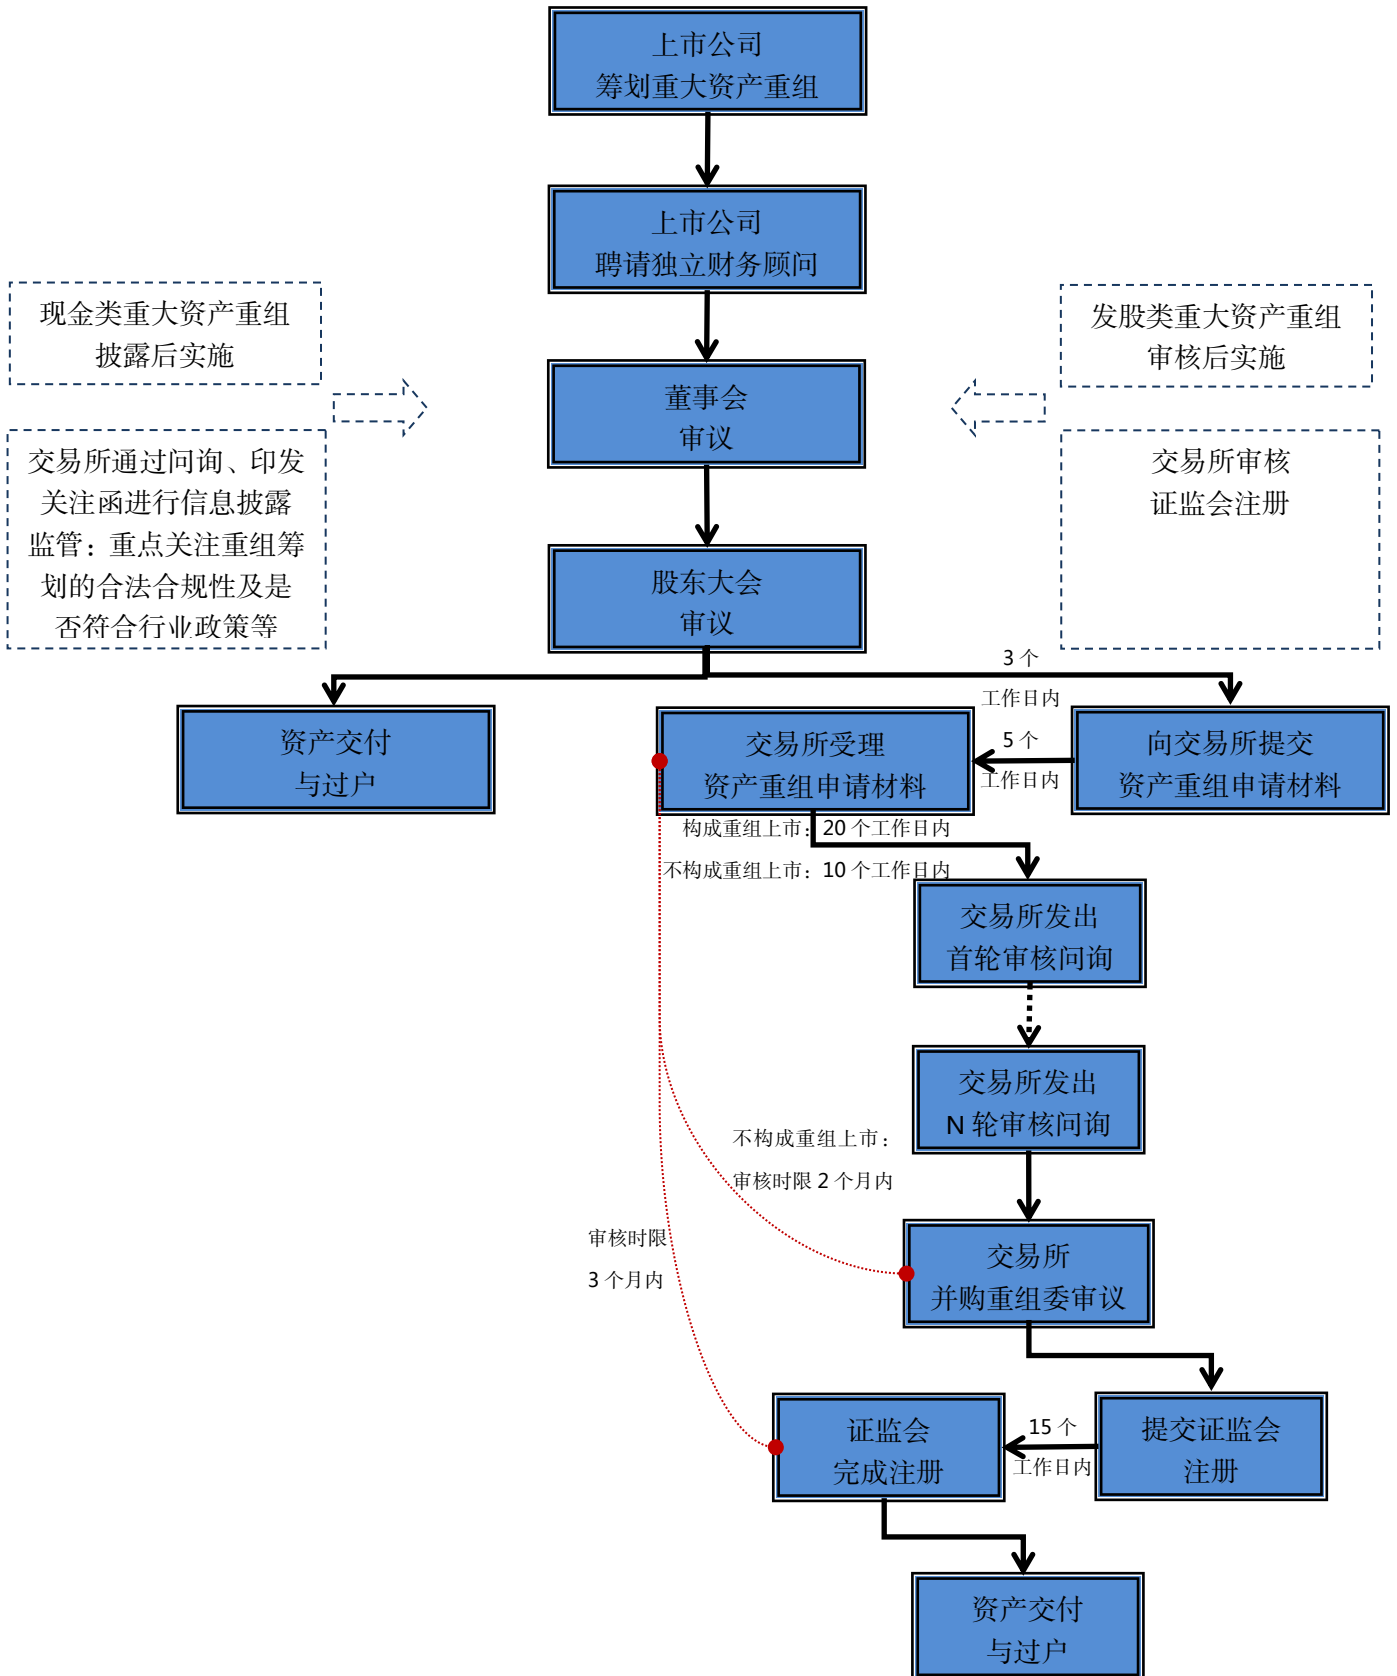 上市公司
筹划重大资产重组
上市公司
聘请独立财务顾问
现金类重大资产重组
披露后实施
发股类重大资产重组
审核后实施
董事会
审议
交易所通过问询、印发
关注函进行信息披露
监管：重点关注重组筹
划的合法合规性及是
否符合行业政策等
交易所审核
证监会注册
股东大会
审议
3 个
工作日内
资产交付
与过户
交易所受理
资产重组申请材料
5 个
工作日内
向交易所提交
资产重组申请材料
构成重组上市：20 个工作日内
不构成重组上市：10 个工作日内
交易所发出
首轮审核问询
交易所发出
N 轮审核问询
不构成重组上市：
审核时限 2 个月内
审核时限
3 个月内
交易所
并购重组委审议
证监会
完成注册
15 个
工作日内
提交证监会
注册
资产交付
与过户